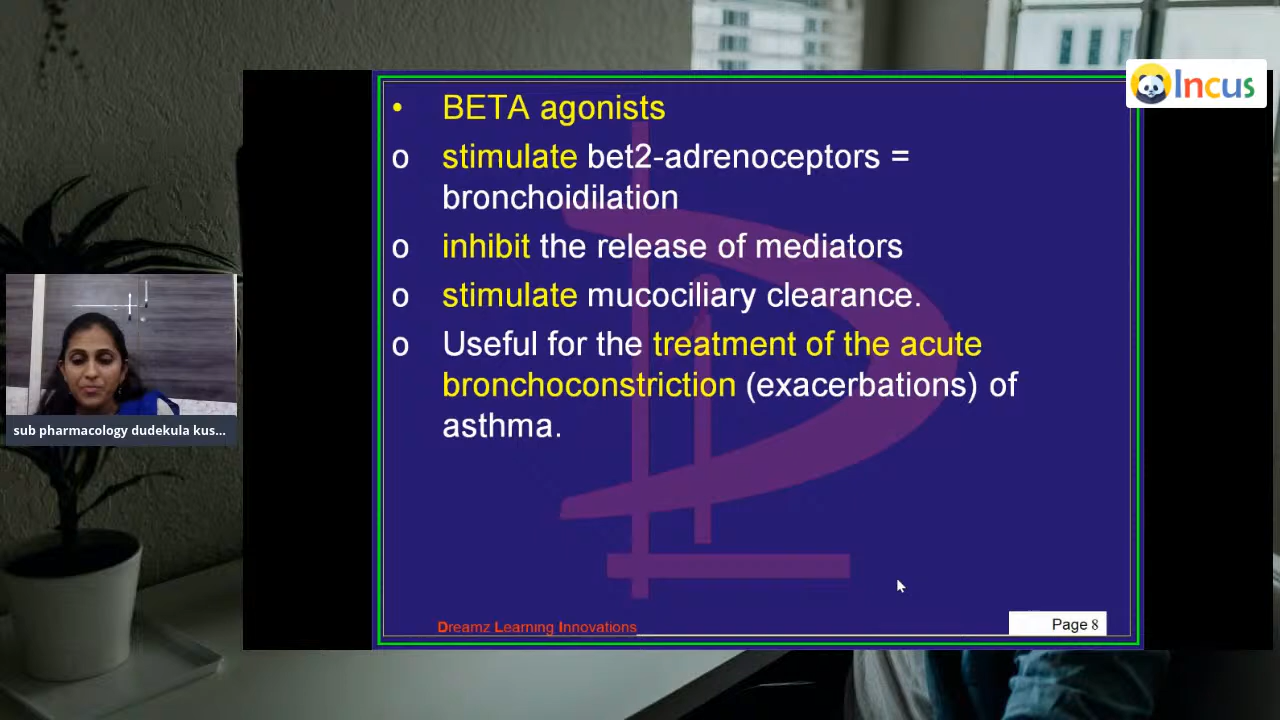 Incus
• BETA agonists
o stimulate bet2-adrenoceptors =
bronchoidilation
o inhibit the release of mediators
o stimulate mucociliary clearance.
o Useful for the treatment of the acute
bronchoconstriction (exacerbations) of
asthma.
sub pharmacology dudekula kus...
Dreamz Learning Innovations
Page 8